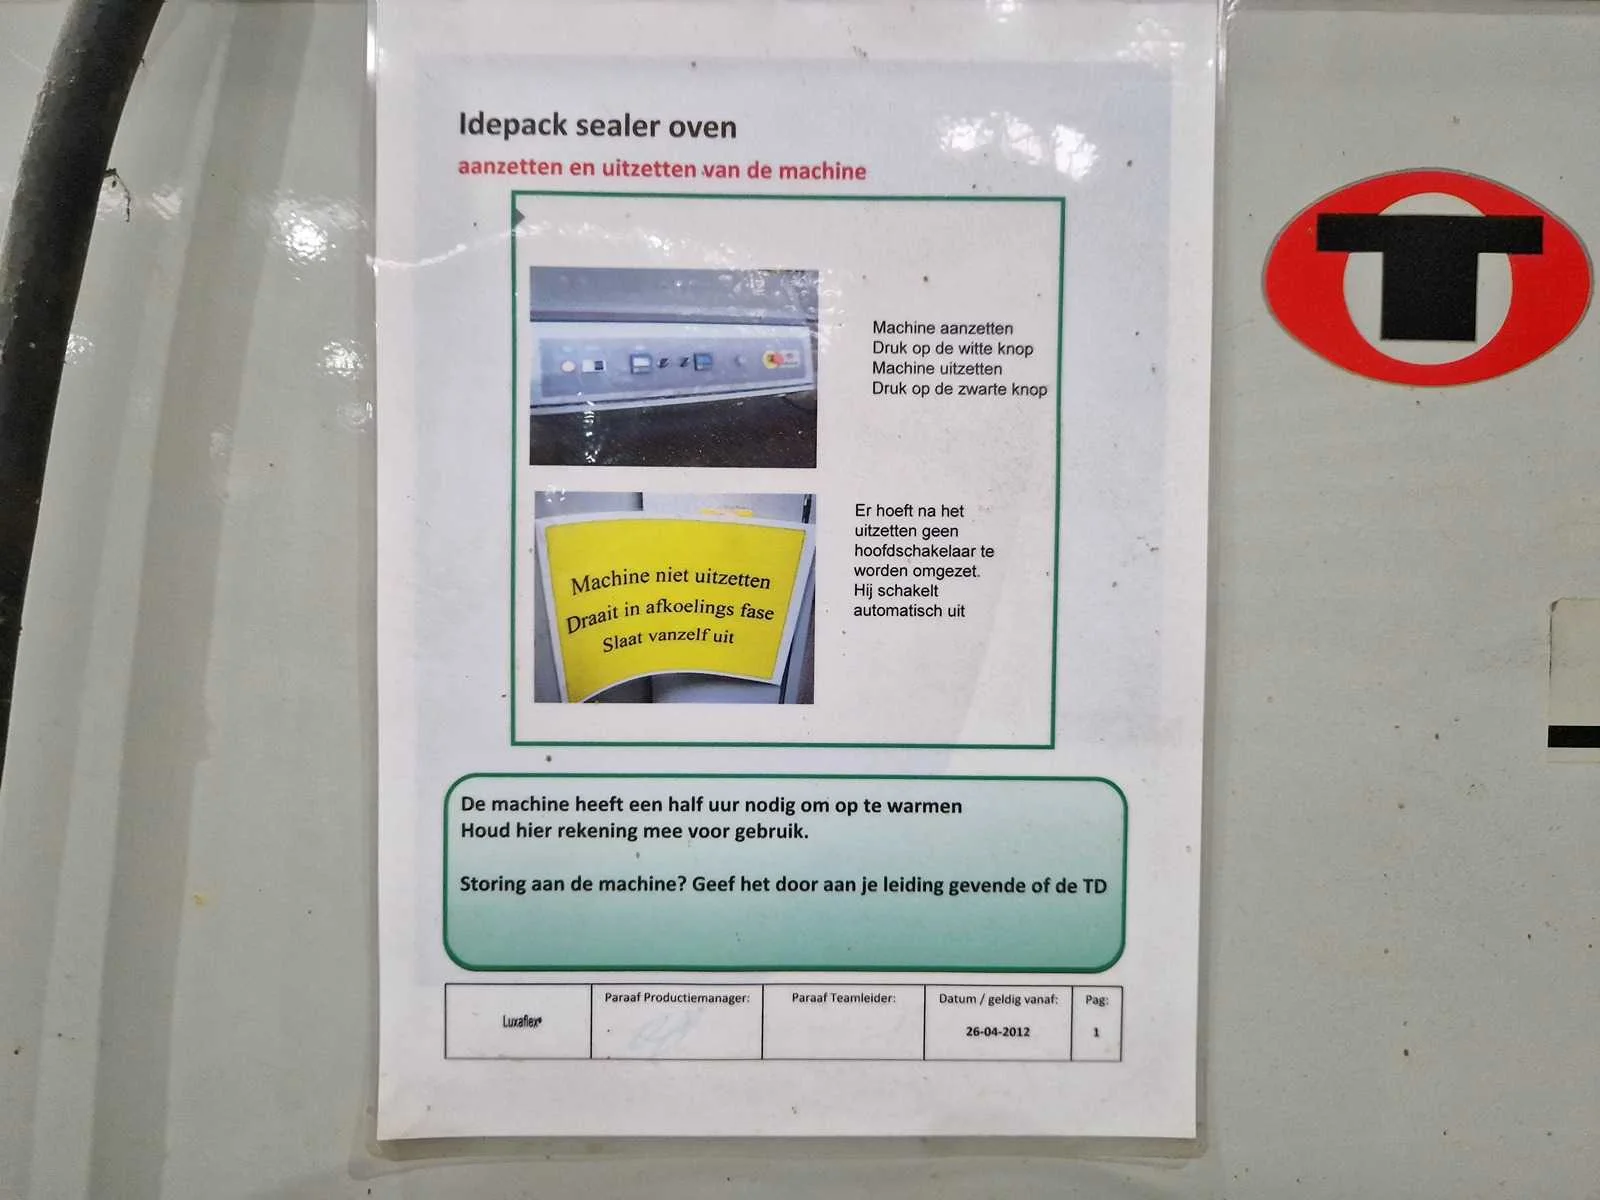 Idepack sealer oven
aanzetten en uitzetten van de machine
Machine aanzetten
Druk op de witte knop
Machine uitzetten
Druk op de zwarte knop
Machine niet uitzetten
Draait in afkoelings fase
Slaat vanzelf uit
Er hoeft na het
uitzetten geen
hoofdschakelaar te
worden omgezet.
Hij schakelt
automatisch uit
De machine heeft een half uur nodig om op te warmen
Houd hier rekening mee voor gebruik.
Storing aan de machine? Geef het door aan je leiding gevende of de TD
Luxaflex®
Paraaf Productiemanager:
Paraaf Teamleider:
Datum / geldig vanaf:
26-04-2012
Pag:
1
T